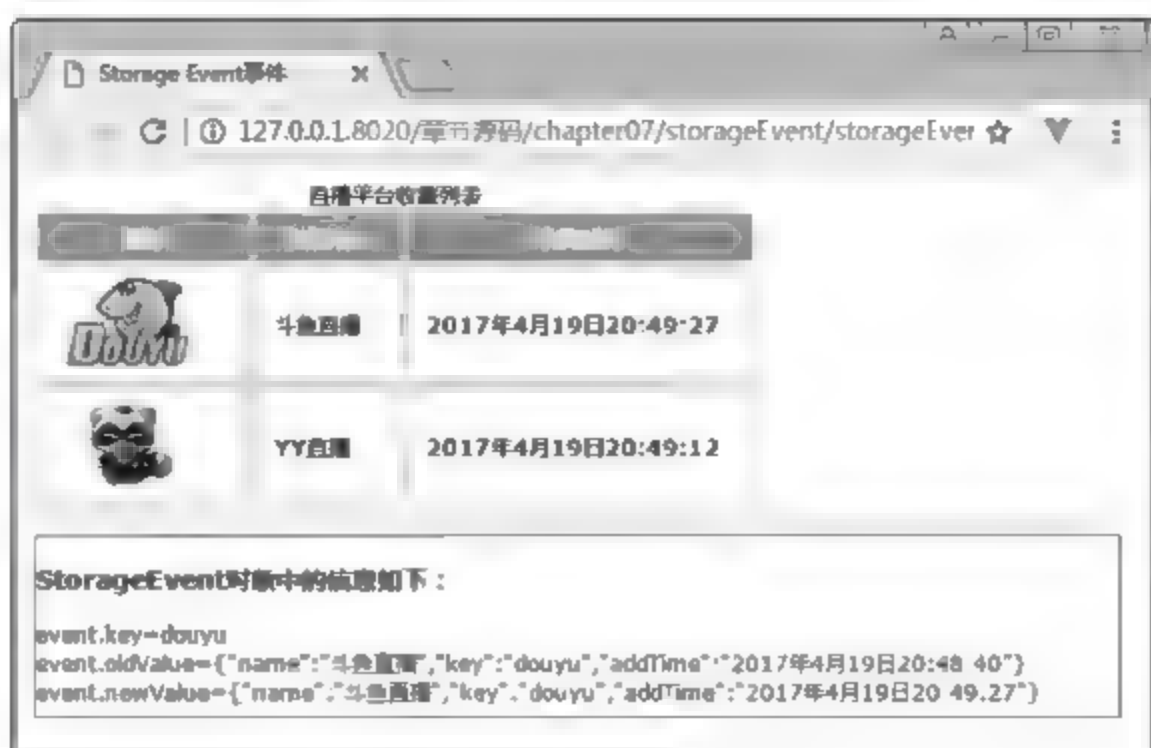 Storage Event事件
127.0.0.1:8020/章节源码/chapter07/storageEvent/storageEver
直播平台收藏列表
DOUYU
斗鱼直播
2017年4月19日20:49:27
YY直播
2017年4月19日20:49:12
StorageEvent对象中的信息如下：
event.key=douyu
event.oldValue={"name":"斗鱼直播","key":"douyu","addTime":"2017年4月19日20:48:40"}
event.newValue={"name":"斗鱼直播","key":"douyu","addTime":"2017年4月19日20:49:27"}